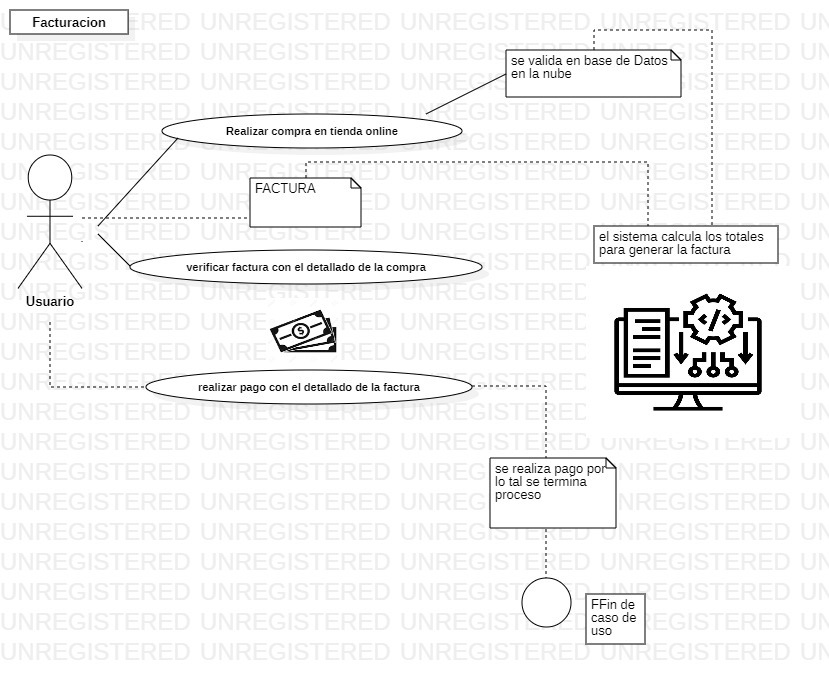 Facturacion
se valida en base de Datos
en la nube
Realizar compra en tienda online
FACTURA
el sistema calcula los totales
para generar la factura
verificar factura con el detallado de la compra
Usuario
$
</>
realizar pago con el detallado de la factura
se realiza pago por
lo tal se termina
proceso
FFin de
caso de
uso
UNREGISTERED